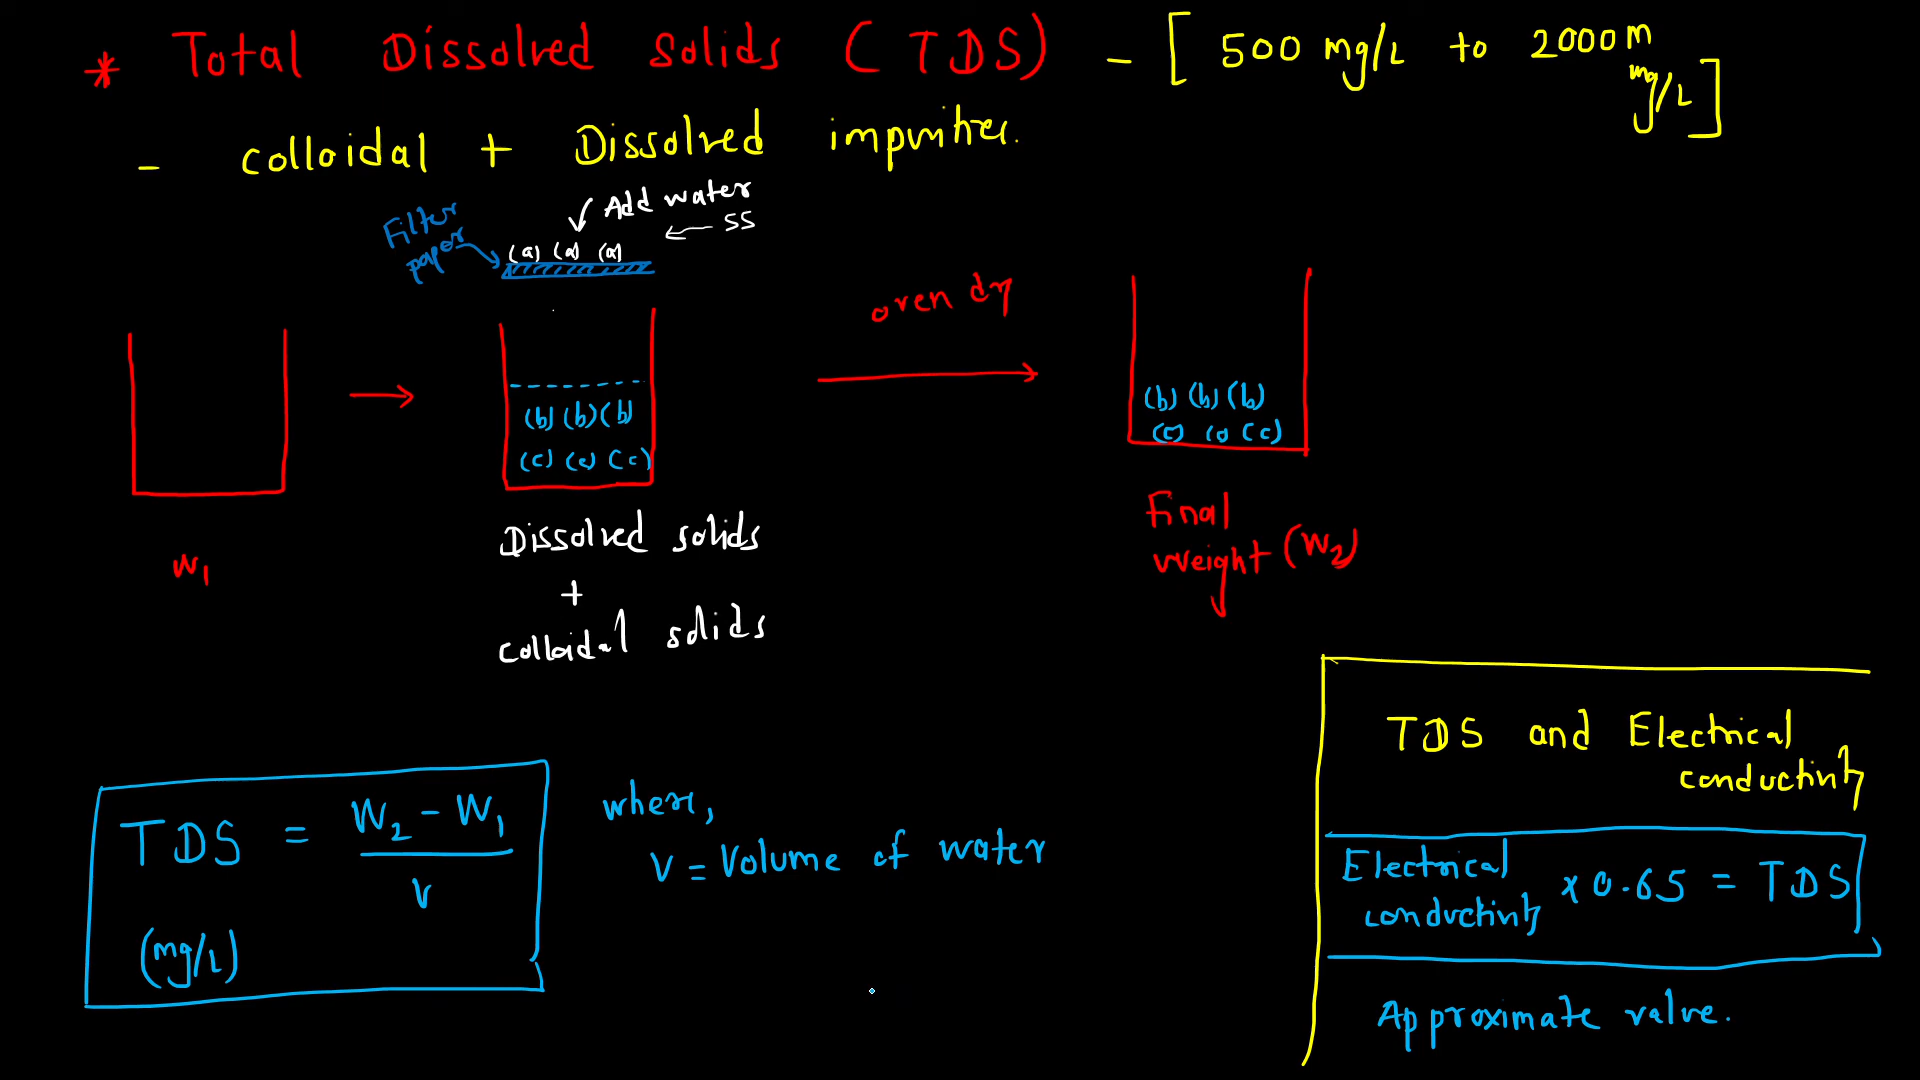 * Total Dissolved Solids (TDS) - [ 500 mg/L to 2000 m
mg/L ]
- colloidal + Dissolved impurities.
Add water
SS
Filter
paper
(a) (a) (a)
oven dry
(b) (b) (b)
(c) (c) (c)
(b) (b) (b)
(c) (c) (c)
W1
Dissolved solids
+
colloidal solids
Final
weight (W2)
TDS = W2 - W1
V
(mg/L)
where,
V = Volume of water
TDS and Electrical
conductivity
Electrical
conductivity × 0.65 = TDS
Approximate value.